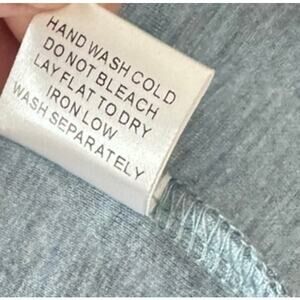 HAND WASH COLD
DO NOT BLEACH
LAY FLAT TO DRY
IRON LOW
WASH SEPARATELY